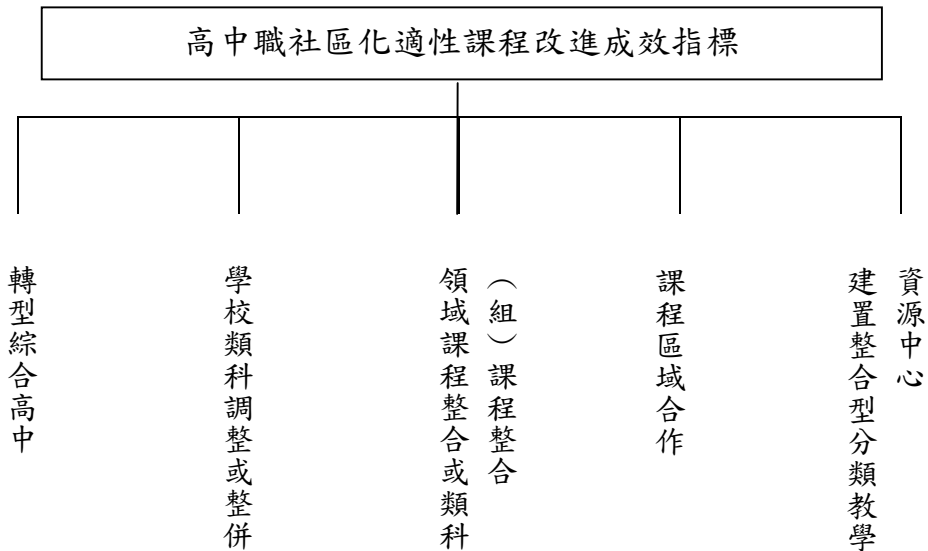 高中職社區化適性課程改進成效指標
轉型綜合高中
學校類科調整或整併
領域課程整合或類科
（組）課程整合
課程區域合作
建置整合型分類教學
資源中心